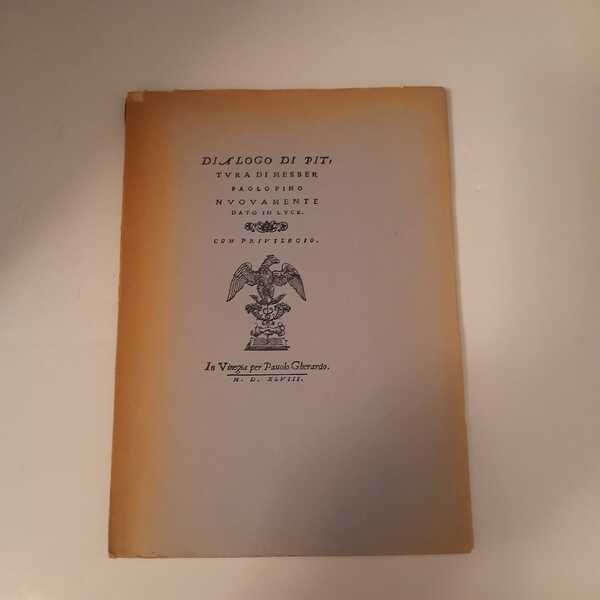 DIALOGO DI PIT,
TVRA DI MESSER
PAOLO PINO
NVOVAMENTE
DATO IN LVCE.
CON PRIVILEGIO.
In Vinegia per Pauolo Gherardo.
M. D. XLVIII.